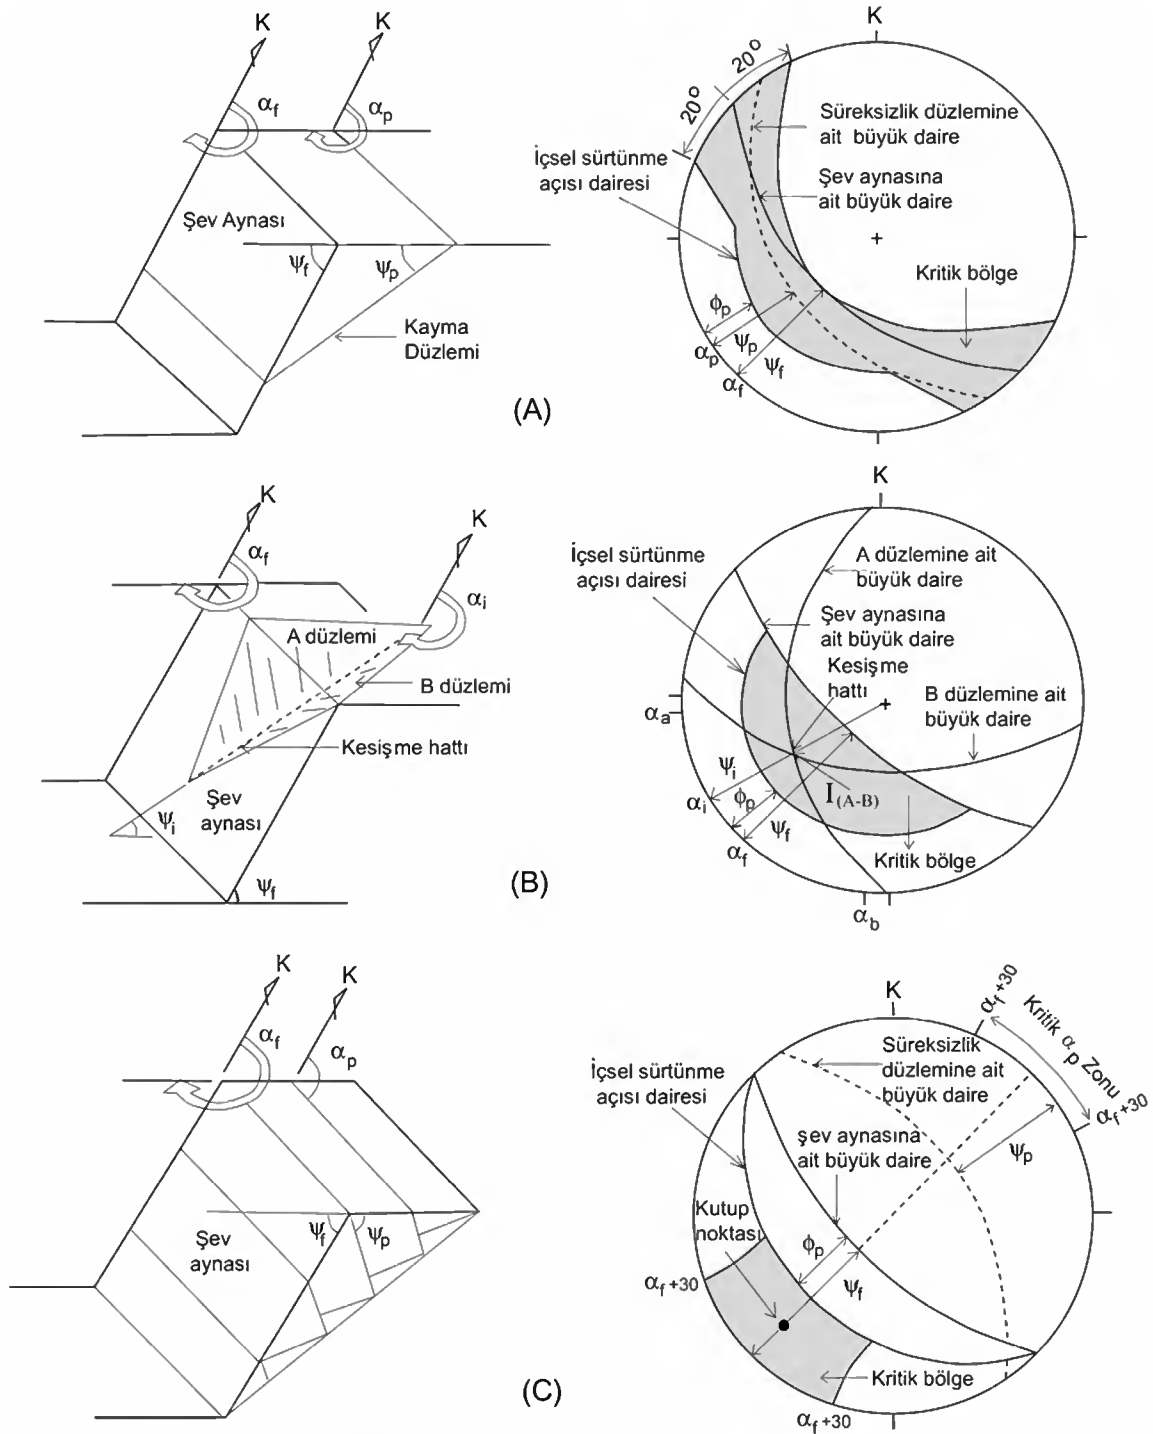 K
K
αf
αp
Şev Aynası
ψf
ψp
Kayma
Düzlemi
K
20°
20°
Süreksizlik düzlemine
ait büyük daire
İçsel sürtünme
açısı dairesi
Şev aynasına
ait büyük daire
Kritik bölge
ϕp
αp
ψp
αf
ψf
(A)
K
K
αf
αi
A düzlemi
B düzlemi
Kesişme hattı
Şev
aynası
ψi
ψf
K
İçsel sürtünme
açısı dairesi
A düzlemine ait
büyük daire
Şev aynasına
ait büyük daire
Kesişme
hattı
B düzlemine ait
büyük daire
αa
ψi
αi
ϕp
I(A-B)
αf
ψf
Kritik bölge
αb
(B)
K
K
αf
αp
Şev
aynası
ψf
ψp
K
αf+30
Kritik αp Zonu
αf+30
Süreksizlik
düzlemine ait
büyük daire
İçsel sürtünme
açısı dairesi
şev aynasına
ait büyük daire
ψp
Kutup
noktası
ϕp
ψf
αf+30
Kritik bölge
αf+30
(C)